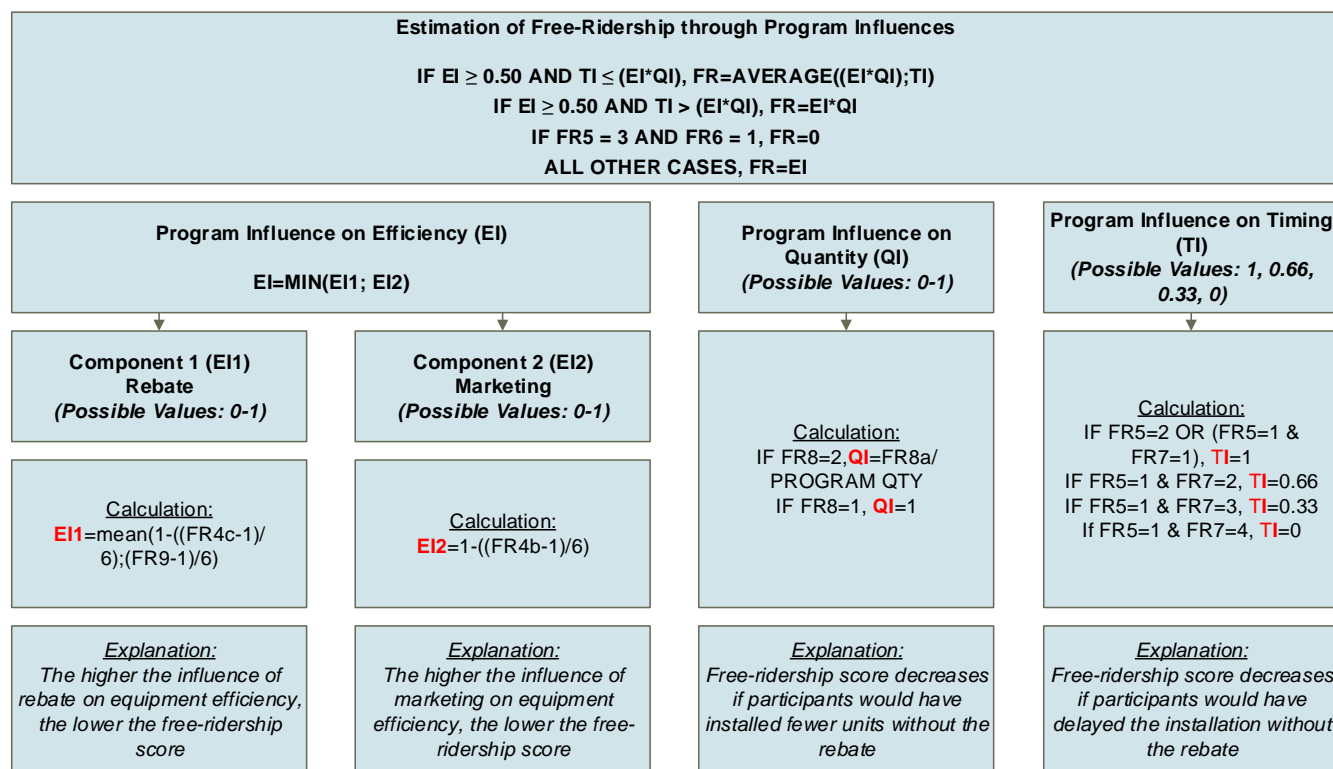 Estimation of Free-Ridership through Program Influences
IF EI ≥ 0.50 AND TI ≤ (EI*QI), FR=AVERAGE((EI*QI);TI)
IF EI ≥ 0.50 AND TI > (EI*QI), FR=EI*QI
IF FR5 = 3 AND FR6 = 1, FR=0
ALL OTHER CASES, FR=EI
Program Influence on Efficiency (EI)
EI=MIN(EI1; EI2)
Program Influence on
Quantity (QI)
(Possible Values: 0-1)
Program Influence on Timing
(TI)
(Possible Values: 1, 0.66,
0.33, 0)
Component 1 (EI1)
Rebate
(Possible Values: 0-1)
Component 2 (EI2)
Marketing
(Possible Values: 0-1)
Calculation:
EI1=mean(1-((FR4c-1)/
6);(FR9-1)/6)
Calculation:
EI2=1-((FR4b-1)/6)
Calculation:
IF FR8=2,QI=FR8a/
PROGRAM QTY
IF FR8=1, QI=1
Calculation:
IF FR5=2 OR (FR5=1 &
FR7=1), TI=1
IF FR5=1 & FR7=2, TI=0.66
IF FR5=1 & FR7=3, TI=0.33
If FR5=1 & FR7=4, TI=0
Explanation:
The higher the influence of
rebate on equipment efficiency,
the lower the free-ridership
score
Explanation:
The higher the influence of
marketing on equipment
efficiency, the lower the free-
ridership score
Explanation:
Free-ridership score decreases
if participants would have
installed fewer units without the
rebate
Explanation:
Free-ridership score decreases
if participants would have
delayed the installation without
the rebate